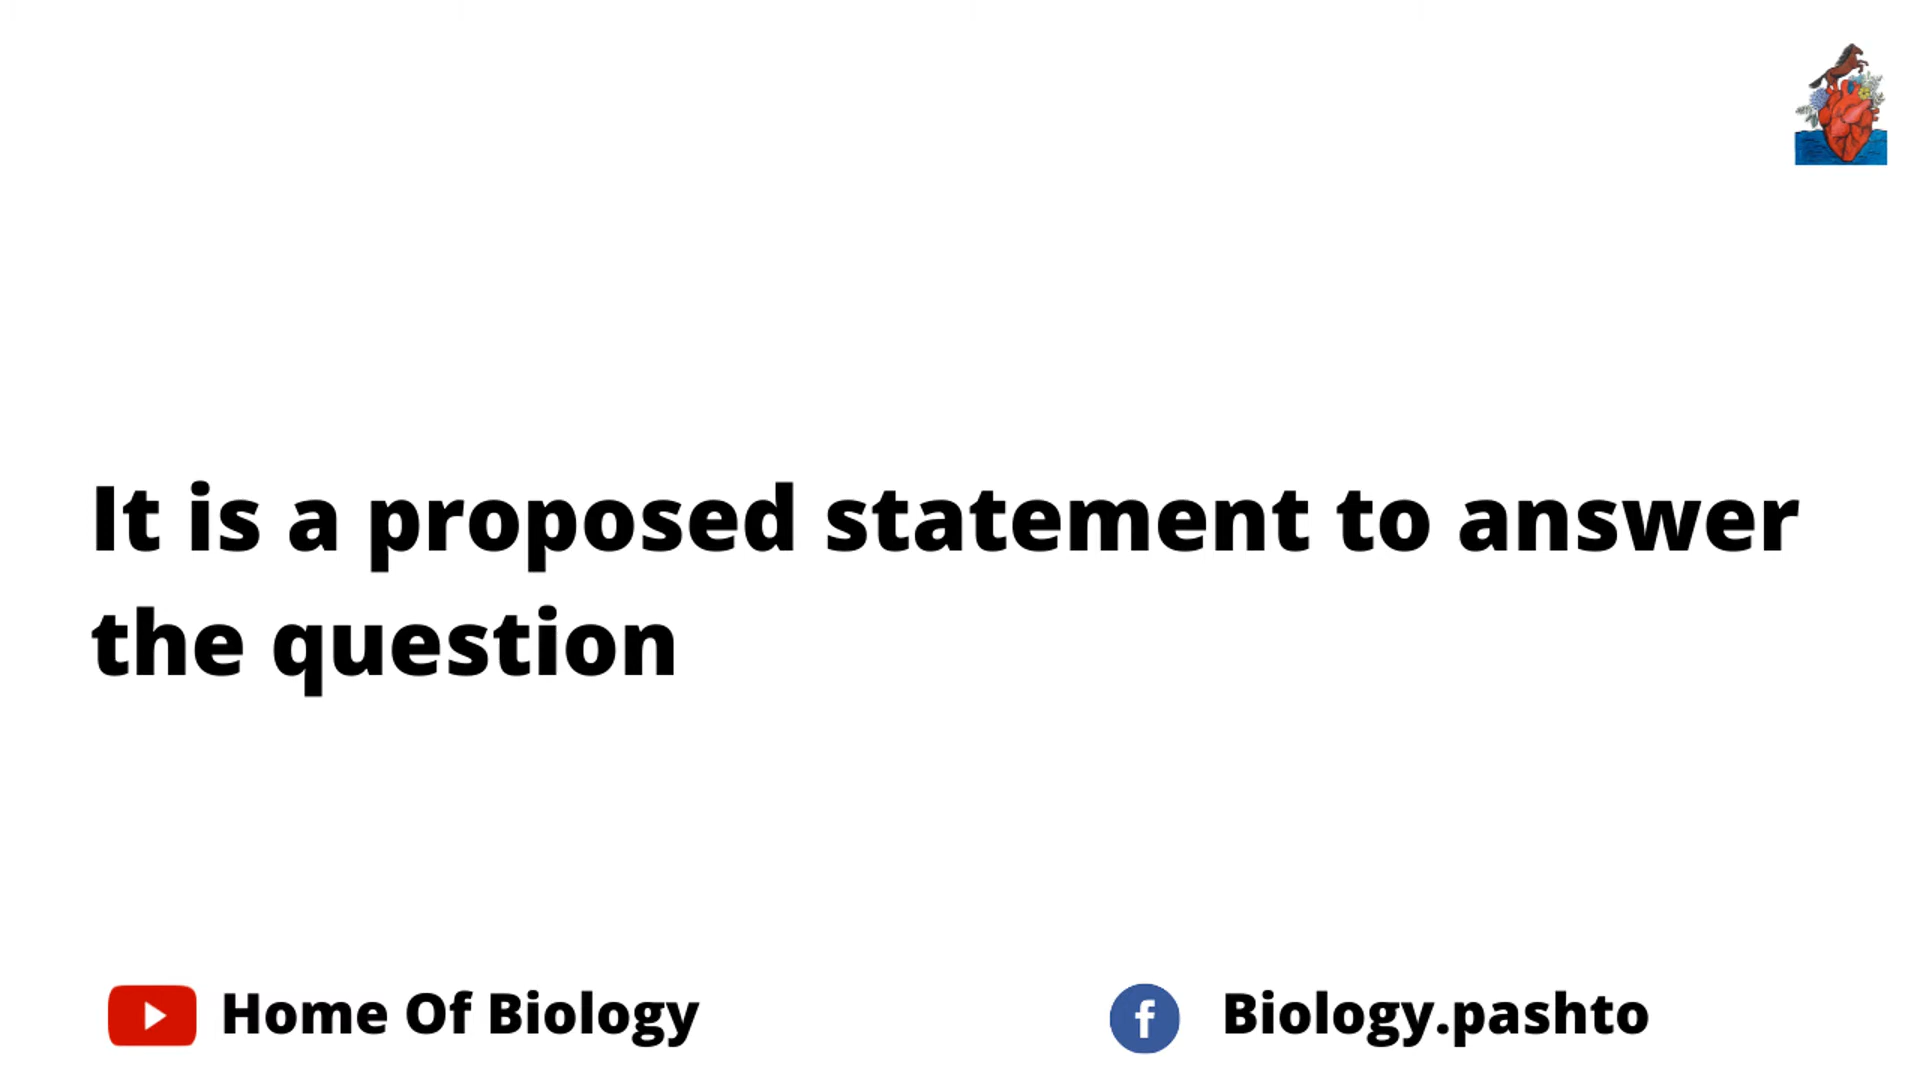 It is a proposed statement to answer
the question
Home Of Biology
Biology.pashto